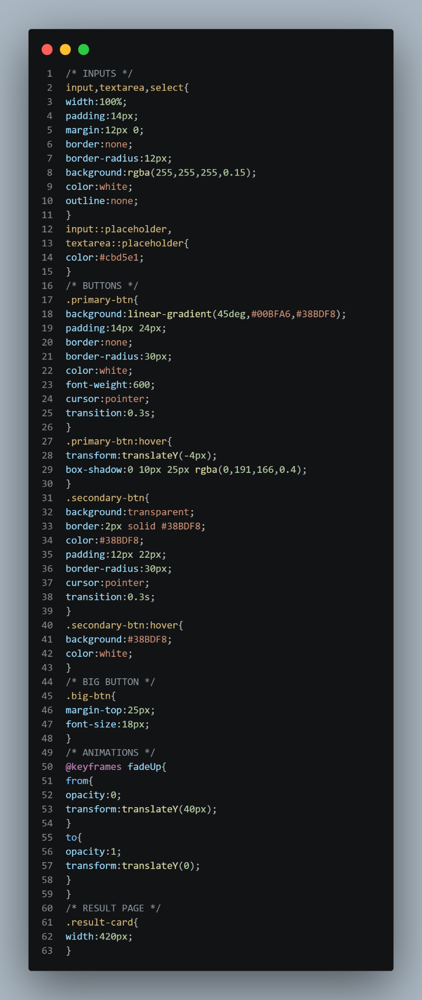 1 /* INPUTS */
2 input,textarea,select{
3 width:100%;
4 padding:14px;
5 margin:12px 0;
6 border:none;
7 border-radius:12px;
8 background:rgba(255,255,255,0.15);
9 color:white;
10 outline:none;
11 }
12 input::placeholder,
13 textarea::placeholder{
14 color:#cbd5e1;
15 }
16 /* BUTTONS */
17 .primary-btn{
18 background:linear-gradient(45deg,#00BFA6,#38BDF8);
19 padding:14px 24px;
20 border:none;
21 border-radius:30px;
22 color:white;
23 font-weight:600;
24 cursor:pointer;
25 transition:0.3s;
26 }
27 .primary-btn:hover{
28 transform:translateY(-4px);
29 box-shadow:0 10px 25px rgba(0,191,166,0.4);
30 }
31 .secondary-btn{
32 background:transparent;
33 border:2px solid #38BDF8;
34 color:#38BDF8;
35 padding:12px 22px;
36 border-radius:30px;
37 cursor:pointer;
38 transition:0.3s;
39 }
40 .secondary-btn:hover{
41 background:#38BDF8;
42 color:white;
43 }
44 /* BIG BUTTON */
45 .big-btn{
46 margin-top:25px;
47 font-size:18px;
48 }
49 /* ANIMATIONS */
50 @keyframes fadeUp{
51 from{
52 opacity:0;
53 transform:translateY(40px);
54 }
55 to{
56 opacity:1;
57 transform:translateY(0);
58 }
59 }
60 /* RESULT PAGE */
61 .result-card{
62 width:420px;
63 }